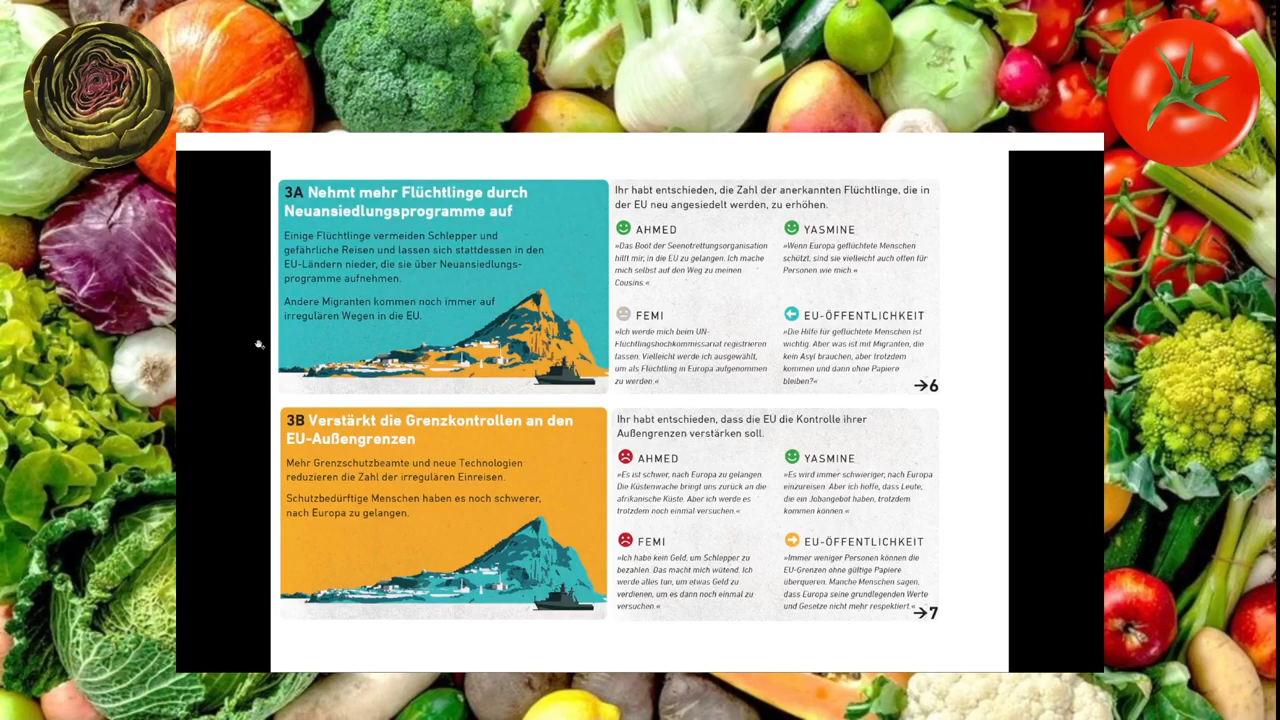 3A Nehmt mehr Flüchtlinge durch
Neuansiedlungsprogramme auf
Einige Flüchtlinge vermeiden Schlepper und
gefährliche Reisen und lassen sich stattdessen in den
EU-Ländern nieder, die sie über Neuansiedlungs-
programme aufnehmen.
Andere Migranten kommen noch immer auf
irregulären Wegen in die EU.
Ihr habt entschieden, die Zahl der anerkannten Flüchtlinge, die in
der EU neu angesiedelt werden, zu erhöhen.
AHMED
»Das Boot der Seenotrettungsorganisation
hilft mir, in die EU zu gelangen. Ich mache
mich selbst auf den Weg zu meinen
Cousins.«
YASMINE
»Wenn Europa geflüchtete Menschen
schützt, sind sie vielleicht auch offen für
Personen wie mich.«
FEMI
»Ich werde mich beim UN-
Flüchtlingshochkommissariat registrieren
lassen. Vielleicht werde ich ausgewählt,
um als Flüchtling in Europa aufgenommen
zu werden.«
EU-ÖFFENTLICHKEIT
»Die Hilfe für geflüchtete Menschen ist
wichtig. Aber was ist mit Migranten, die
kein Asyl brauchen, aber trotzdem
kommen und dann ohne Papiere
bleiben?«
→6
3B Verstärkt die Grenzkontrollen an den
EU-Außengrenzen
Mehr Grenzschutzbeamte und neue Technologien
reduzieren die Zahl der irregulären Einreisen.
Schutzbedürftige Menschen haben es noch schwerer,
nach Europa zu gelangen.
Ihr habt entschieden, dass die EU die Kontrolle ihrer
Außengrenzen verstärken soll.
AHMED
»Es ist schwer, nach Europa zu gelangen.
Die Küstenwache bringt uns zurück an die
afrikanische Küste. Aber ich werde es
trotzdem noch einmal versuchen.«
YASMINE
»Es wird immer schwieriger, nach Europa
einzureisen. Aber ich hoffe, dass Leute,
die ein Jobangebot haben, trotzdem
kommen können.«
FEMI
»Ich habe kein Geld, um Schlepper zu
bezahlen. Das macht mich wütend. Ich
werde alles tun, um etwas Geld zu
verdienen, um es dann noch einmal zu
versuchen.«
EU-ÖFFENTLICHKEIT
»Immer weniger Personen können die
EU-Grenzen ohne gültige Papiere
überqueren. Manche Menschen sagen,
dass Europa seine grundlegenden Werte
und Gesetze nicht mehr respektiert.«
→7